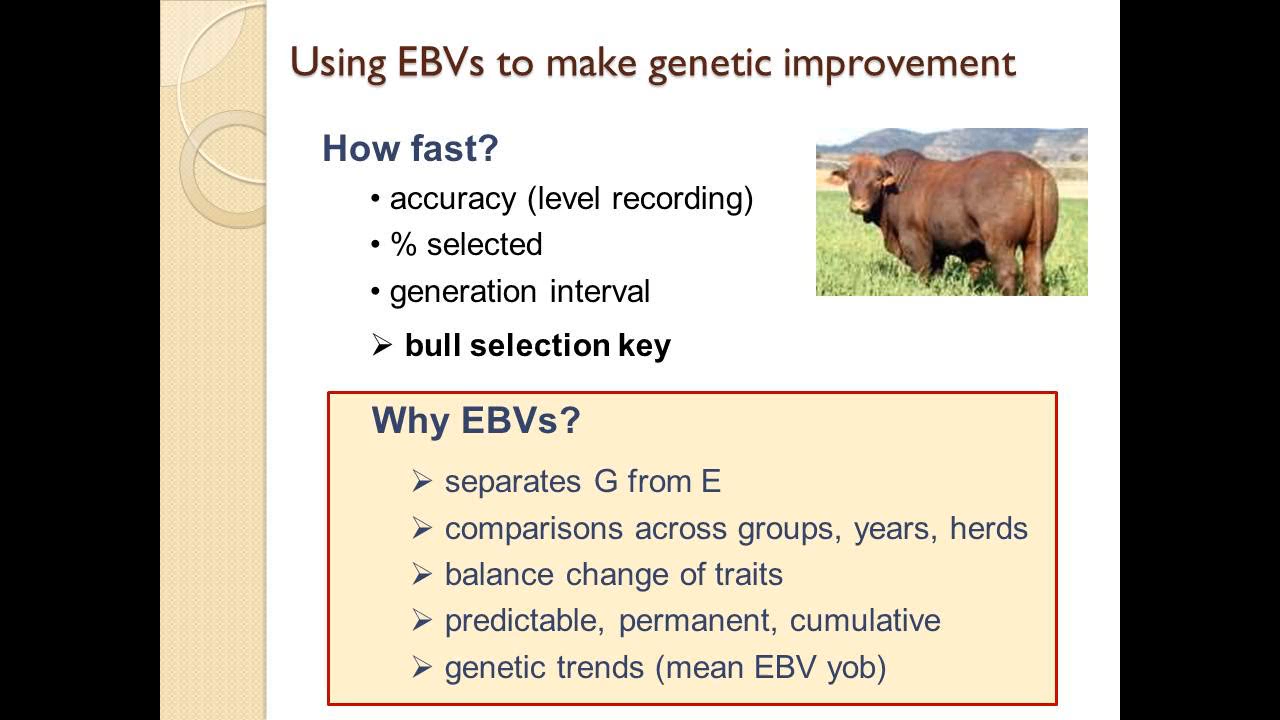 Using EBVs to make genetic improvement
How fast?
• accuracy (level recording)
• % selected
• generation interval
➢ bull selection key
Why EBVs?
➢ separates G from E
➢ comparisons across groups, years, herds
➢ balance change of traits
➢ predictable, permanent, cumulative
➢ genetic trends (mean EBV yob)